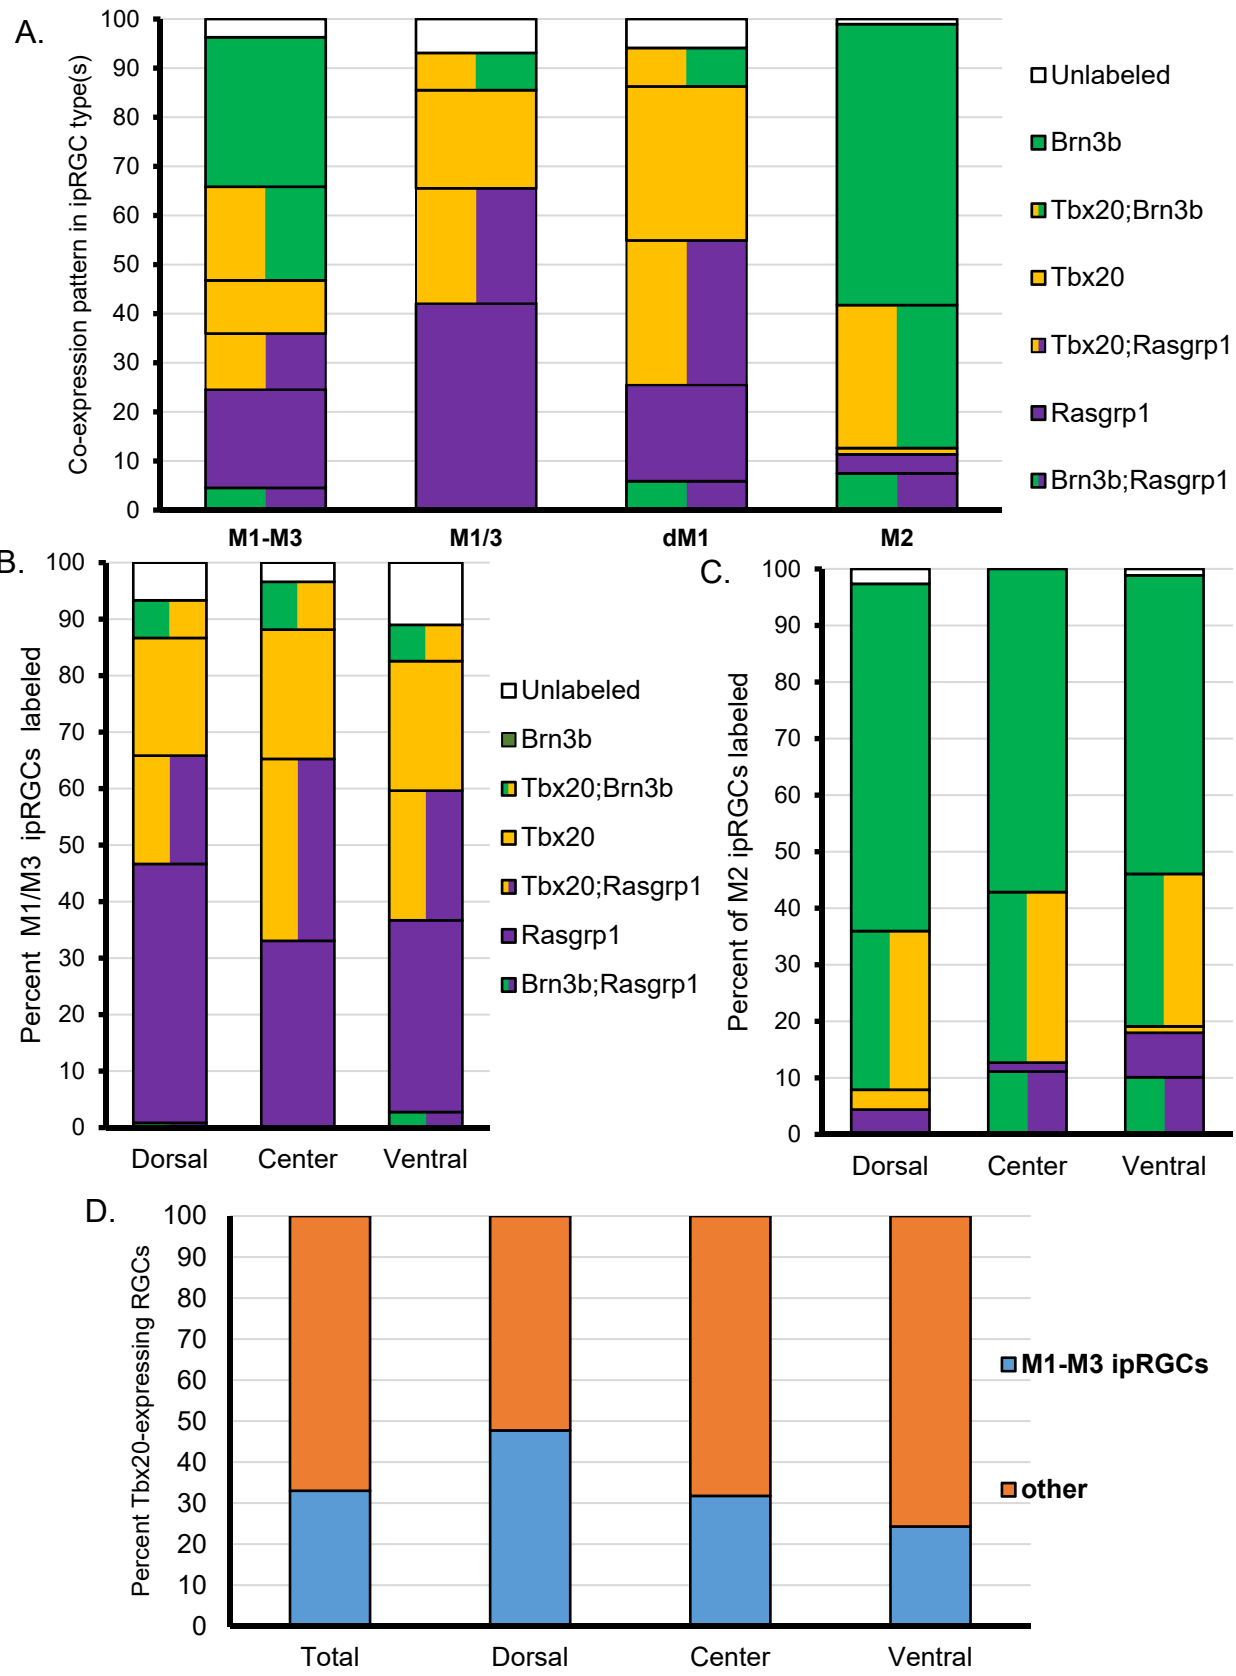 A.
Co-expression pattern in ipRGC type(s)
100
90
80
70
60
50
40
30
20
10
0
M1-M3
M1/3
dM1
M2
Unlabeled
Brn3b
Tbx20;Brn3b
Tbx20
Tbx20;Rasgrp1
Rasgrp1
Brn3b;Rasgrp1
B.
Percent M1/M3 ipRGCs labeled
100
90
80
70
60
50
40
30
20
10
0
Dorsal
Center
Ventral
Unlabeled
Brn3b
Tbx20;Brn3b
Tbx20
Tbx20;Rasgrp1
Rasgrp1
Brn3b;Rasgrp1
C.
Percent of M2 ipRGCs labeled
100
90
80
70
60
50
40
30
20
10
0
Dorsal
Center
Ventral
D.
Percent Tbx20-expressing RGCs
100
90
80
70
60
50
40
30
20
10
0
Total
Dorsal
Center
Ventral
M1-M3 ipRGCs
other